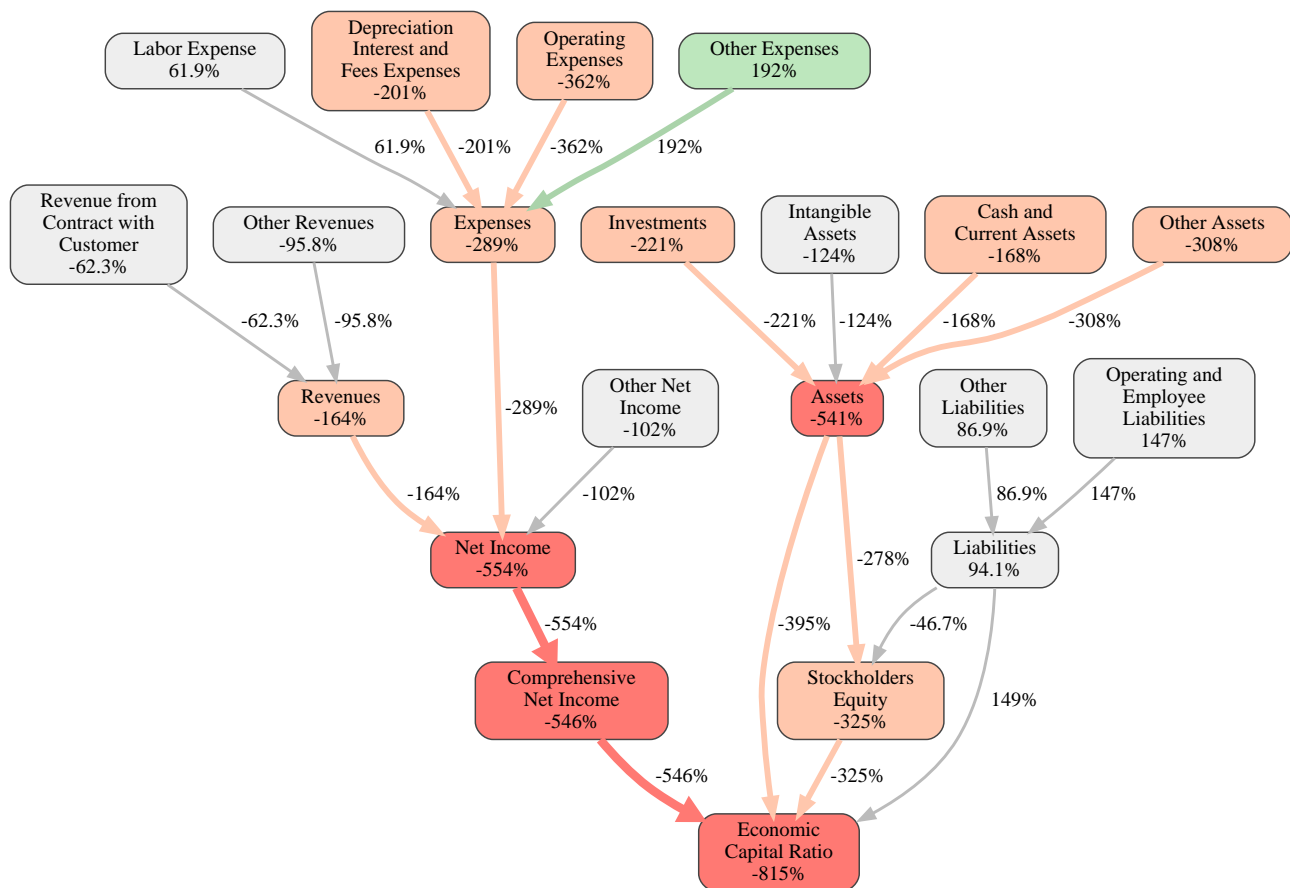 Labor Expense
61.9%
Depreciation
Interest and
Fees Expenses
-201%
Operating
Expenses
-362%
Other Expenses
192%
61.9%
-201%
-362%
192%
Revenue from
Contract with
Customer
-62.3%
Other Revenues
-95.8%
Expenses
-289%
Investments
-221%
Intangible
Assets
-124%
Cash and
Current Assets
-168%
Other Assets
-308%
-62.3%
-95.8%
-221%
-124%
-168%
-308%
Revenues
-164%
-289%
Other Net
Income
-102%
Assets
-541%
Other
Liabilities
86.9%
Operating and
Employee
Liabilities
147%
-164%
-102%
86.9%
147%
Net Income
-554%
-278%
Liabilities
94.1%
-554%
-395%
-46.7%
Comprehensive
Net Income
-546%
Stockholders
Equity
-325%
149%
-546%
-325%
Economic
Capital Ratio
-815%